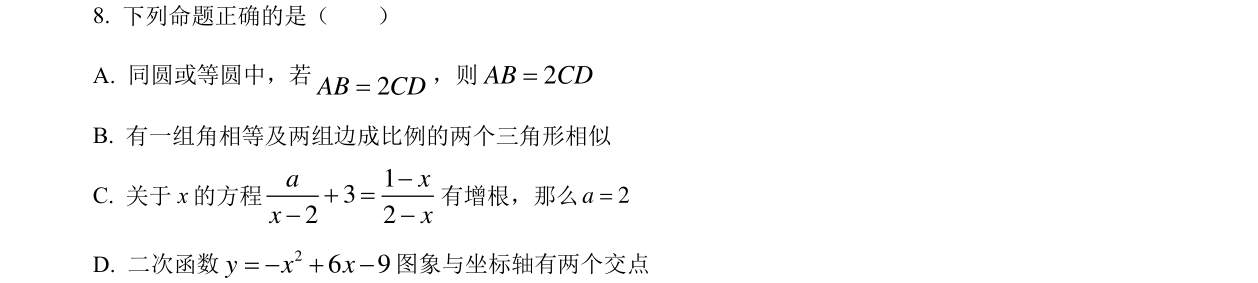 8. 下列命题正确的是（　　）
A. 同圆或等圆中，若 AB = 2CD ，则 AB = 2CD
B. 有一组角相等及两组边成比例的两个三角形相似
C. 关于 x 的方程 \frac{a}{x-2}+3=\frac{1-x}{2-x} 有增根，那么 a = 2
D. 二次函数 y = −x² + 6x − 9 图象与坐标轴有两个交点